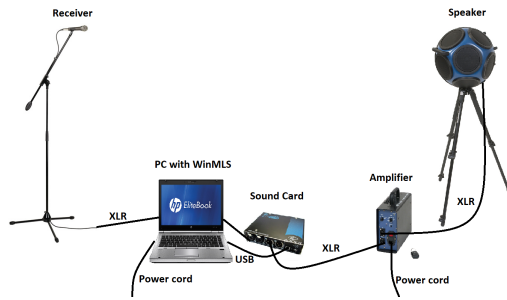 Receiver
Speaker
PC with WinMLS
Sound Card
Amplifier
hp EliteBook
XLR
XLR
XLR
USB
Power cord
Power cord